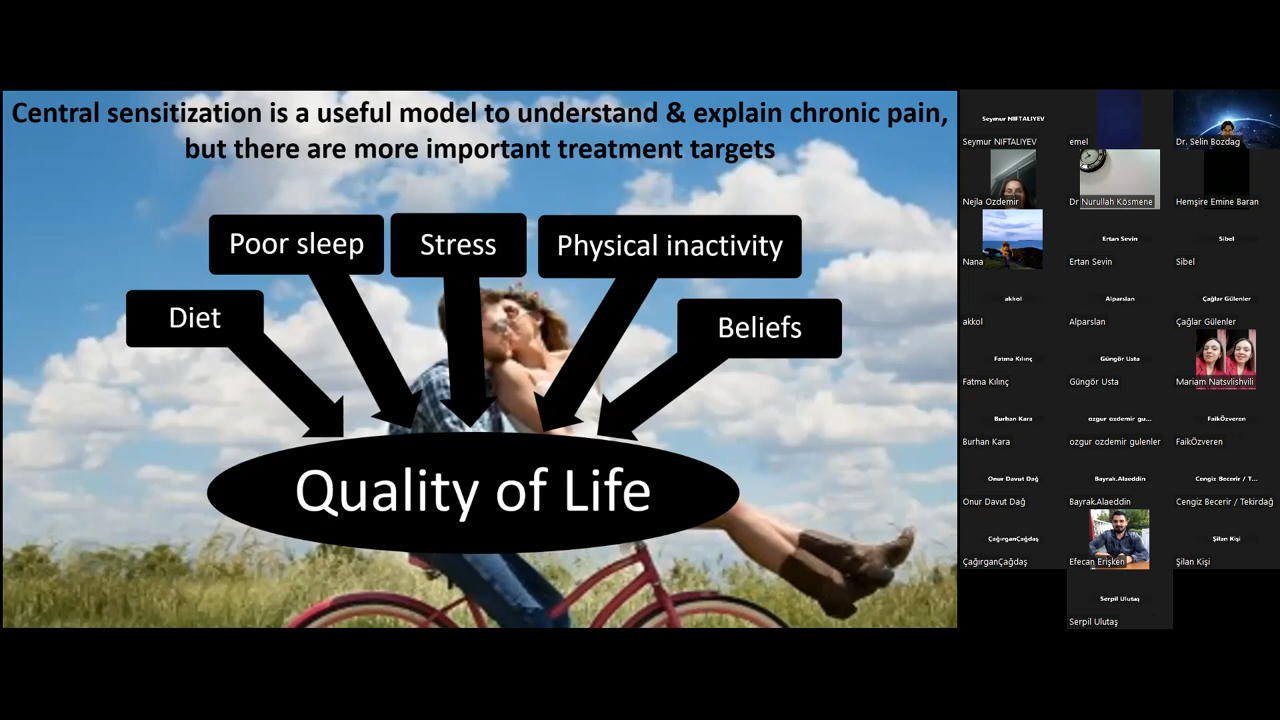 Central sensitization is a useful model to understand & explain chronic pain,
but there are more important treatment targets
Poor sleep
Stress
Physical inactivity
Diet
Beliefs
Quality of Life
Seymur NIFTALIYEV
Seymur NIFTALIYEV
emel
Dr. Selin Bozdag
Nejla Ozdemir
Dr Nurullah Kösmene
Hemşire Emine Baran
Nana
Ertan Sevin
Ertan Sevin
Sibel
Sibel
akkol
akkol
Alparslan
Alparslan
Çağlar Gülenler
Çağlar Gülenler
Fatma Kılınç
Fatma Kılınç
Güngör Usta
Güngör Usta
Mariam Natsvlishvili
Burhan Kara
Burhan Kara
ozgur ozdemir gu...
ozgur ozdemir gulenler
FaikÖzveren
FaikÖzveren
Onur Davut Dağ
Onur Davut Dağ
Bayrak.Alaeddin
Bayrak.Alaeddin
Cengiz Becerir / T...
Cengiz Becerir / Tekirdağ
ÇağırganÇağdaş
ÇağırganÇağdaş
Efecan Erişken
Şilan Kişi
Şilan Kişi
Serpil Ulutaş
Serpil Ulutaş